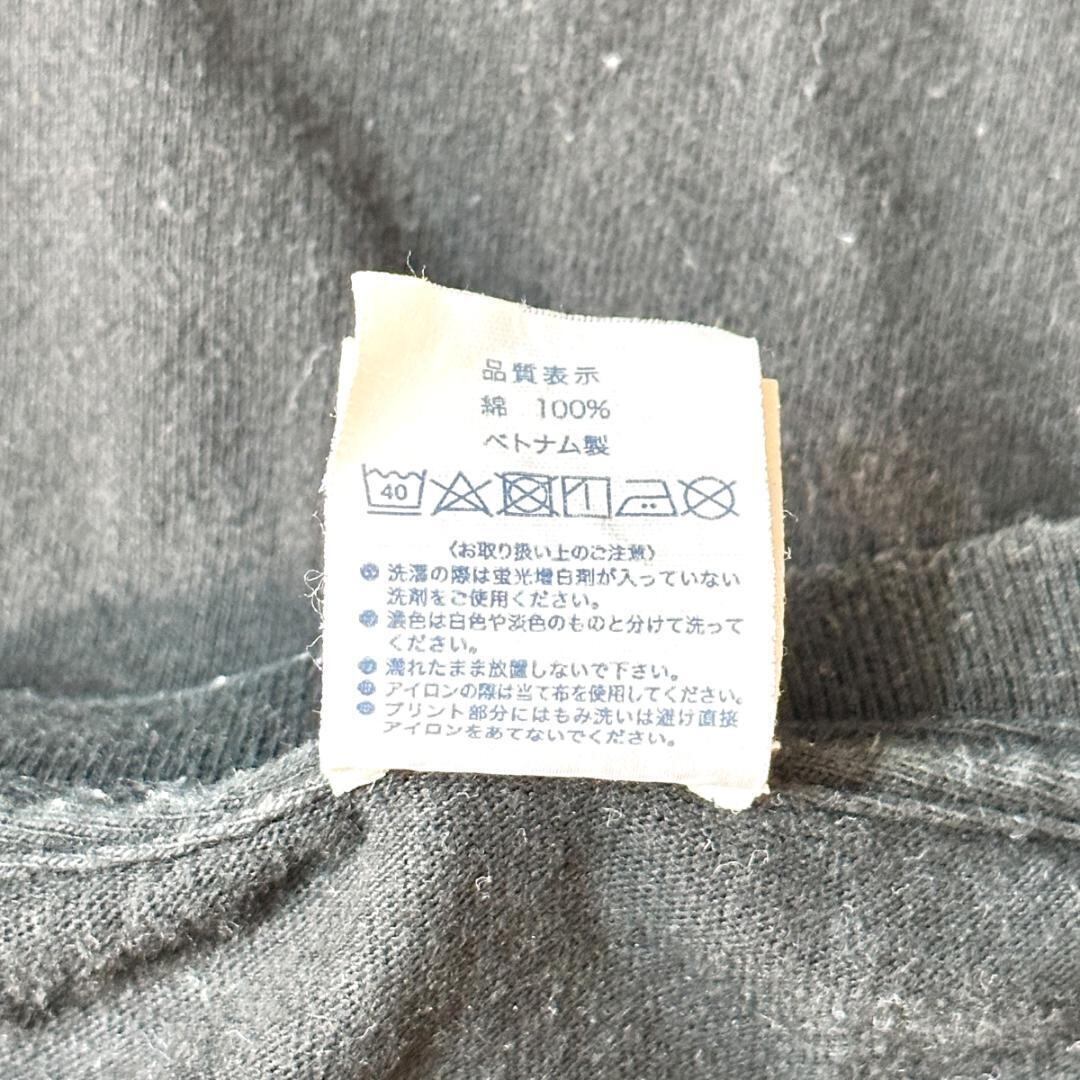 品質表示
綿 100%
ベトナム製
40
〈お取り扱い上のご注意〉
洗濯の際は蛍光増白剤が入っていない
洗剤をご使用ください。
濃色は白色や淡色のものと分けて洗って
ください。
濡れたまま放置しないで下さい。
アイロンの際は当て布を使用してください。
プリント部分にはもみ洗いは避け直接
アイロンをあてないでください。